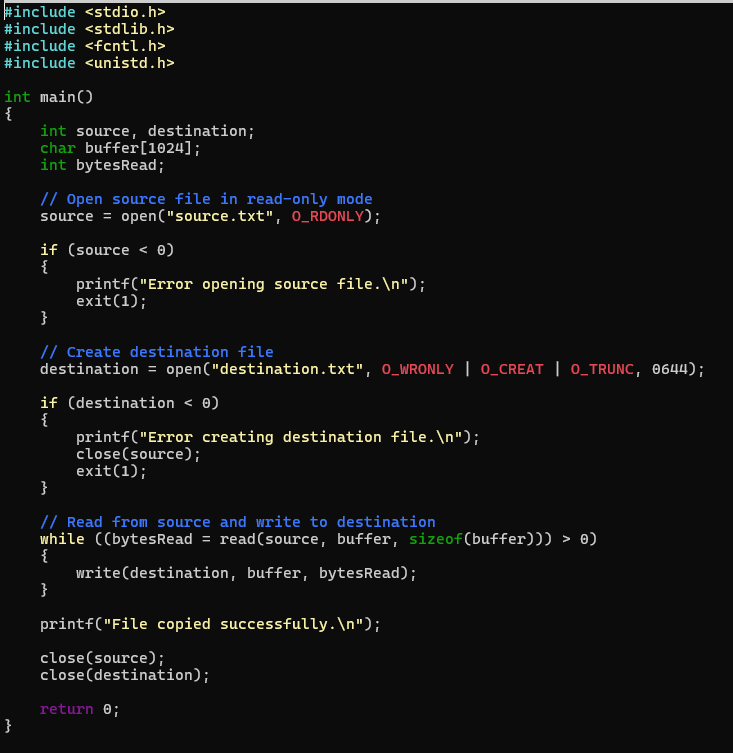 #include <stdio.h>
#include <stdlib.h>
#include <fcntl.h>
#include <unistd.h>

int main()
{
    int source, destination;
    char buffer[1024];
    int bytesRead;

    // Open source file in read-only mode
    source = open("source.txt", O_RDONLY);

    if (source < 0)
    {
        printf("Error opening source file.\n");
        exit(1);
    }

    // Create destination file
    destination = open("destination.txt", O_WRONLY | O_CREAT | O_TRUNC, 0644);

    if (destination < 0)
    {
        printf("Error creating destination file.\n");
        close(source);
        exit(1);
    }

    // Read from source and write to destination
    while ((bytesRead = read(source, buffer, sizeof(buffer))) > 0)
    {
        write(destination, buffer, bytesRead);
    }

    printf("File copied successfully.\n");

    close(source);
    close(destination);

    return 0;
}